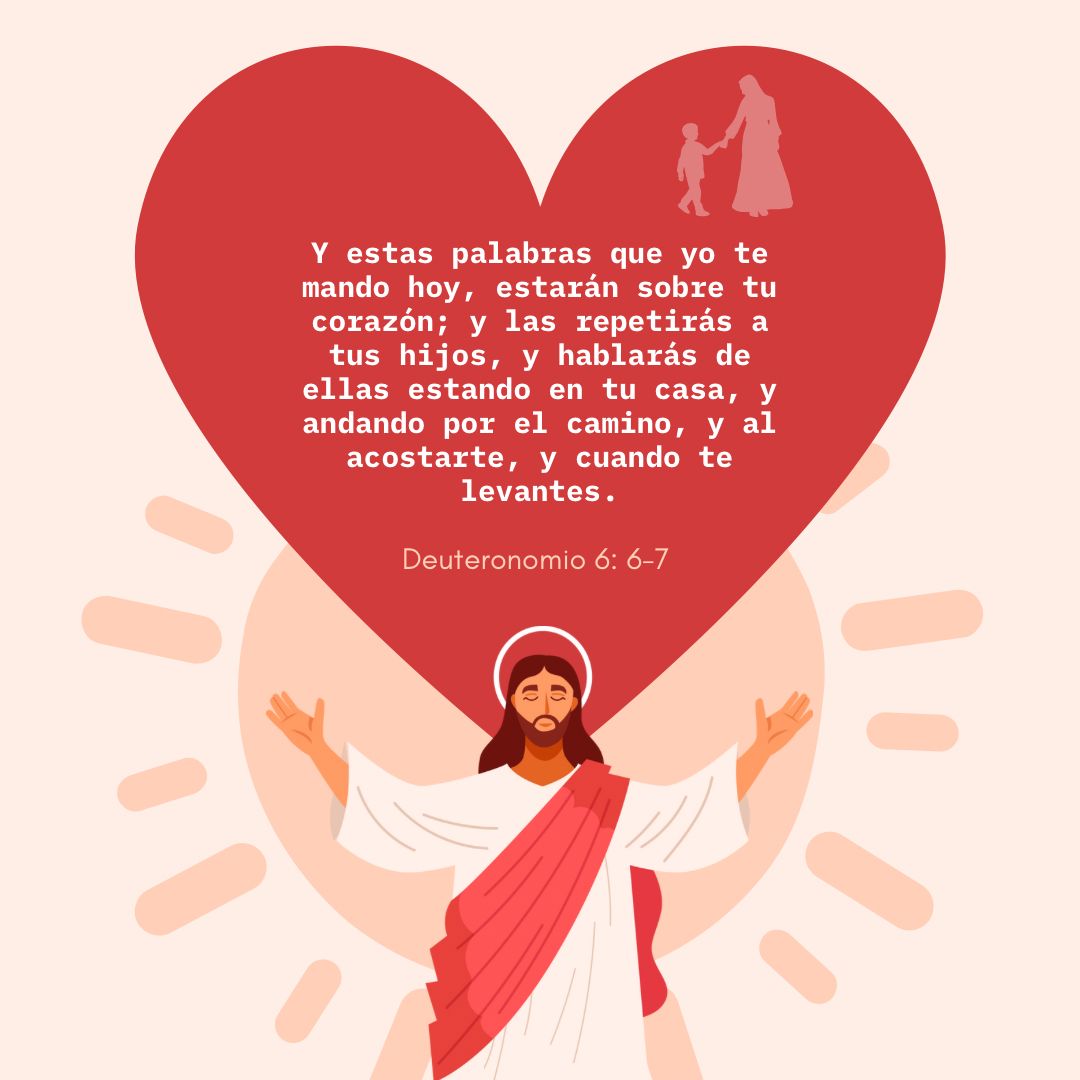 Y estas palabras que yo te
mando hoy, estarán sobre tu
corazón; y las repetirás a
tus hijos, y hablarás de
ellas estando en tu casa, y
andando por el camino, y al
acostarte, y cuando te
levantes.
Deuteronomio 6: 6-7